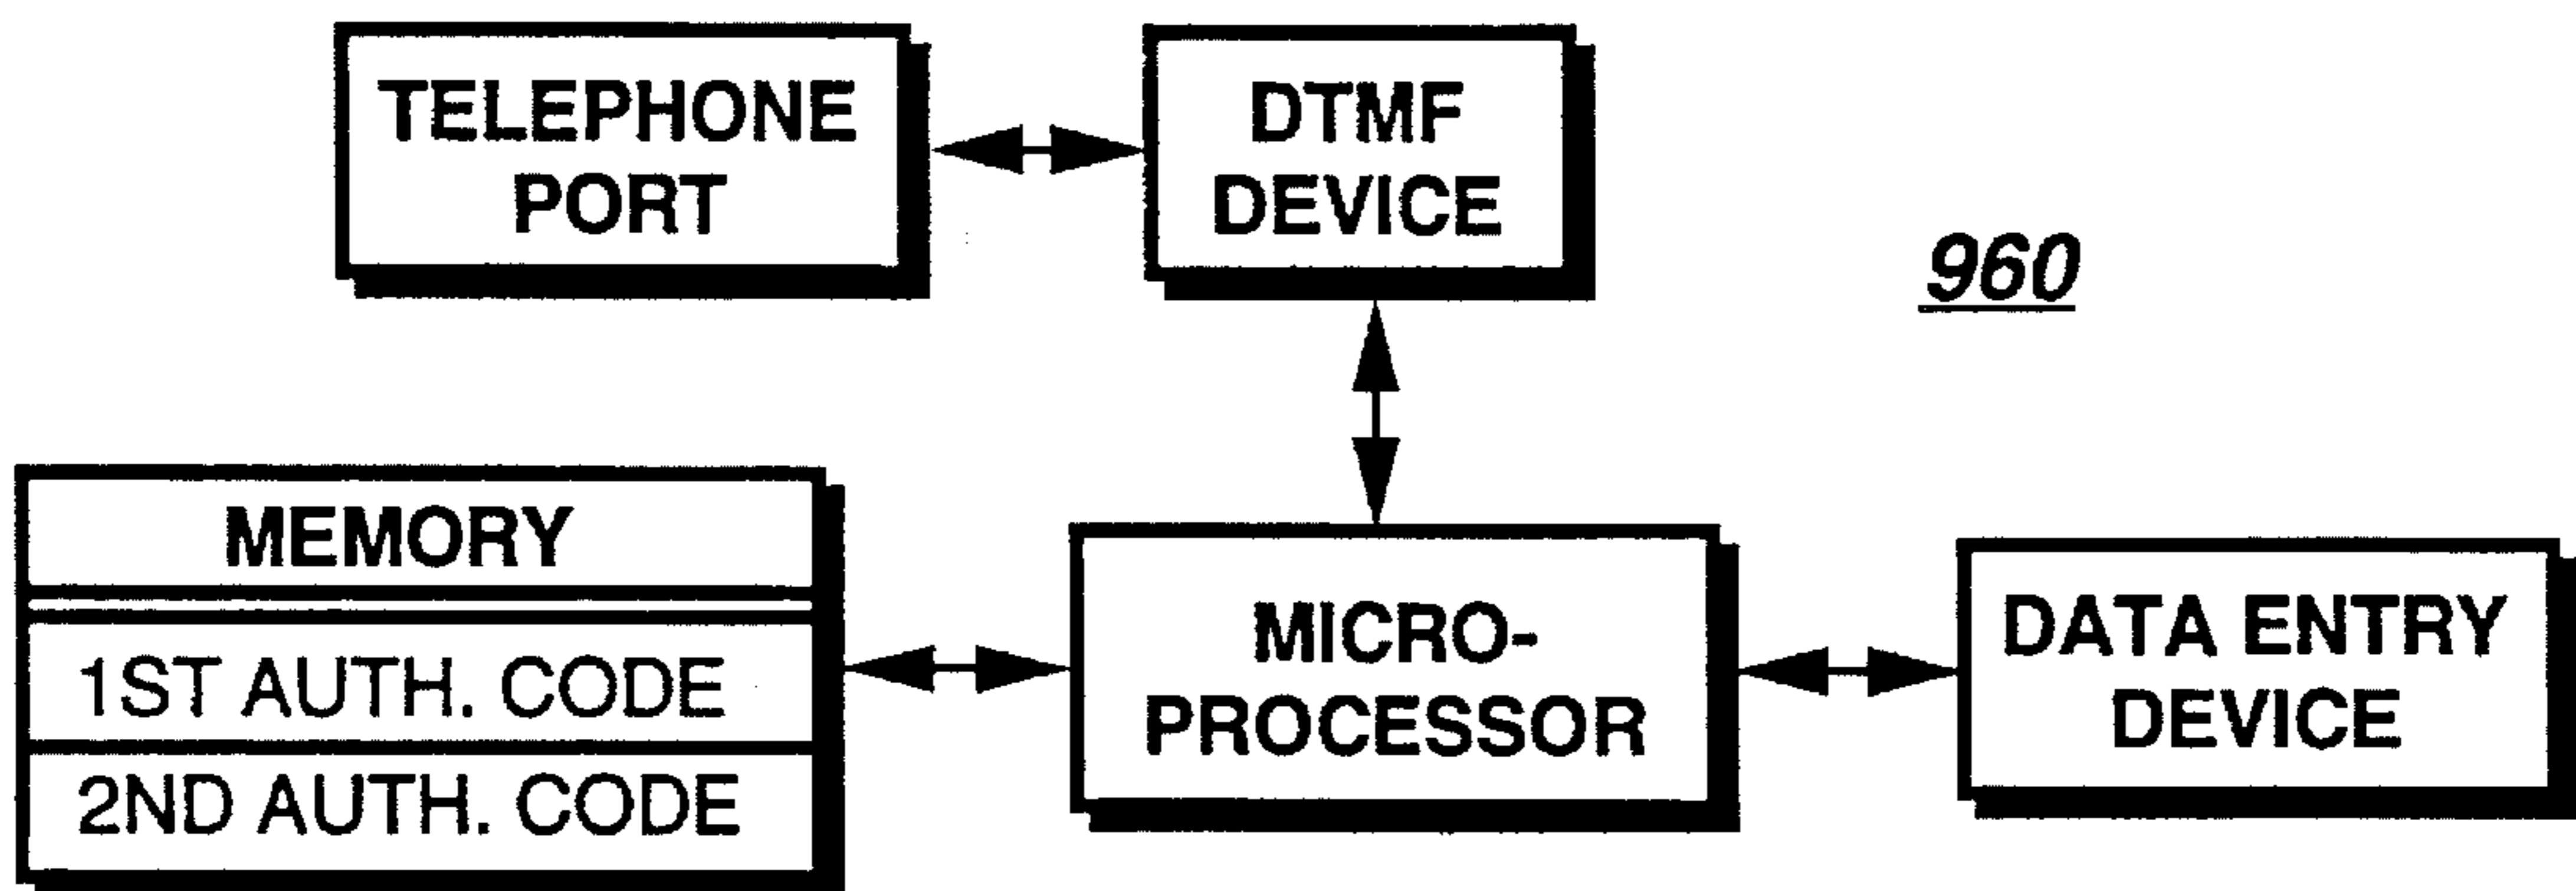 TELEPHONE
PORT
DTMF
DEVICE
960
MEMORY
1ST AUTH. CODE
2ND AUTH. CODE
MICRO-
PROCESSOR
DATA ENTRY
DEVICE